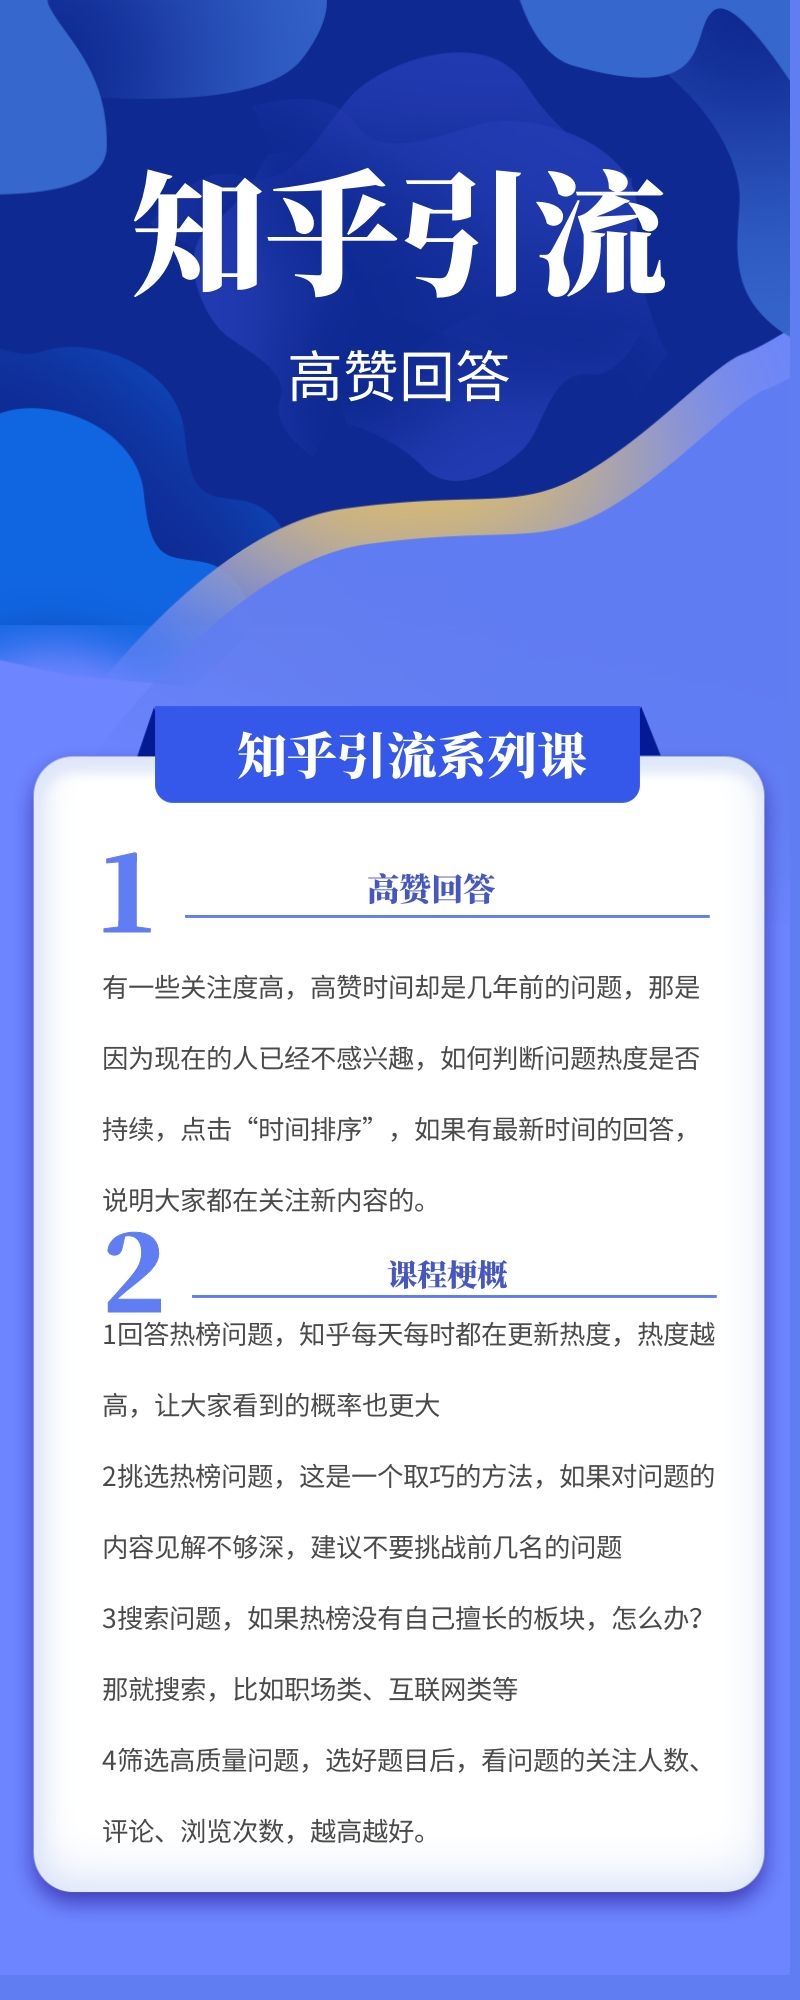 知乎引流
高赞回答
知乎引流系列课
1
高赞回答
有一些关注度高，高赞时间却是几年前的问题，那是
因为现在的人已经不感兴趣，如何判断问题热度是否
持续，点击“时间排序”，如果有最新时间的回答，
说明大家都在关注新内容的。
2
课程梗概
1回答热榜问题，知乎每天每时都在更新热度，热度越
高，让大家看到的概率也更大
2挑选热榜问题，这是一个取巧的方法，如果对问题的
内容见解不够深，建议不要挑战前几名的问题
3搜索问题，如果热榜没有自己擅长的板块，怎么办？
那就搜索，比如职场类、互联网类等
4筛选高质量问题，选好题目后，看问题的关注人数、
评论、浏览次数，越高越好。